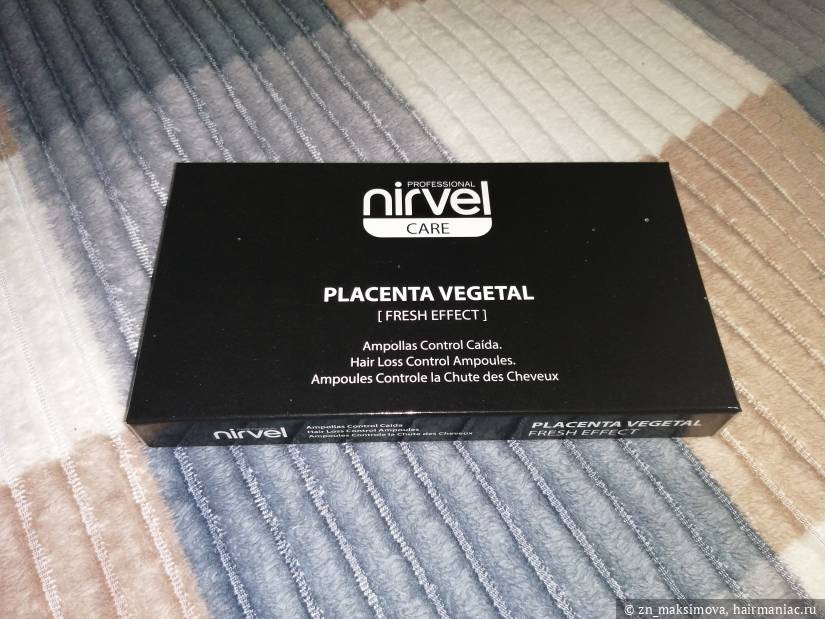 PROFESSIONAL
nirvel
CARE
PLACENTA VEGETAL
[ FRESH EFFECT ]
Ampollas Control Caída.
Hair Loss Control Ampoules.
Ampoules Controle la Chute des Cheveux
nirvel
Ampollas Control Caída
Hair Loss Control Ampoules
Ampoules Controle la Chute des Cheveux
PLACENTA VEGETAL
FRESH EFFECT
© zn_maksimova, hairmaniac.ru